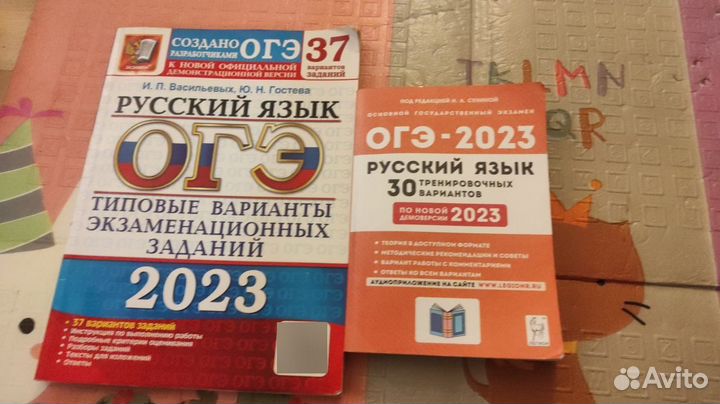 СОЗДАНО
РАЗРАБОТЧИКАМИ
ОГЭ
37
вариантов
заданий
К НОВОЙ ОФИЦИАЛЬНОЙ
ДЕМОНСТРАЦИОННОЙ ВЕРСИИ
И. П. Васильевых, Ю. Н. Гостева
РУССКИЙ ЯЗЫК
ОГЭ
ТИПОВЫЕ ВАРИАНТЫ
ЭКЗАМЕНАЦИОННЫХ
ЗАДАНИЙ
2023
• 37 вариантов заданий
• Инструкция по выполнению работы
• Подробные критерии оценивания
• Разборы заданий
• Тексты для изложений
• Ответы
ПОД РЕДАКЦИЕЙ Н. А. СЕНИНОЙ
ОСНОВНОЙ ГОСУДАРСТВЕННЫЙ ЭКЗАМЕН
ОГЭ - 2023
РУССКИЙ ЯЗЫК
30 ТРЕНИРОВОЧНЫХ
ВАРИАНТОВ
ПО НОВОЙ
ДЕМОВЕРСИИ 2023
• ТЕОРИЯ В ДОСТУПНОМ ФОРМАТЕ
• МЕТОДИЧЕСКИЕ РЕКОМЕНДАЦИИ И СОВЕТЫ
• ВАРИАНТ РАБОТЫ С КОММЕНТАРИЯМИ
• ОТВЕТЫ КО ВСЕМ ВАРИАНТАМ
АУДИОПРИЛОЖЕНИЕ НА САЙТЕ WWW.LEGIONR.RU
ЛЕГИОН
JKLMN
QR
Avito